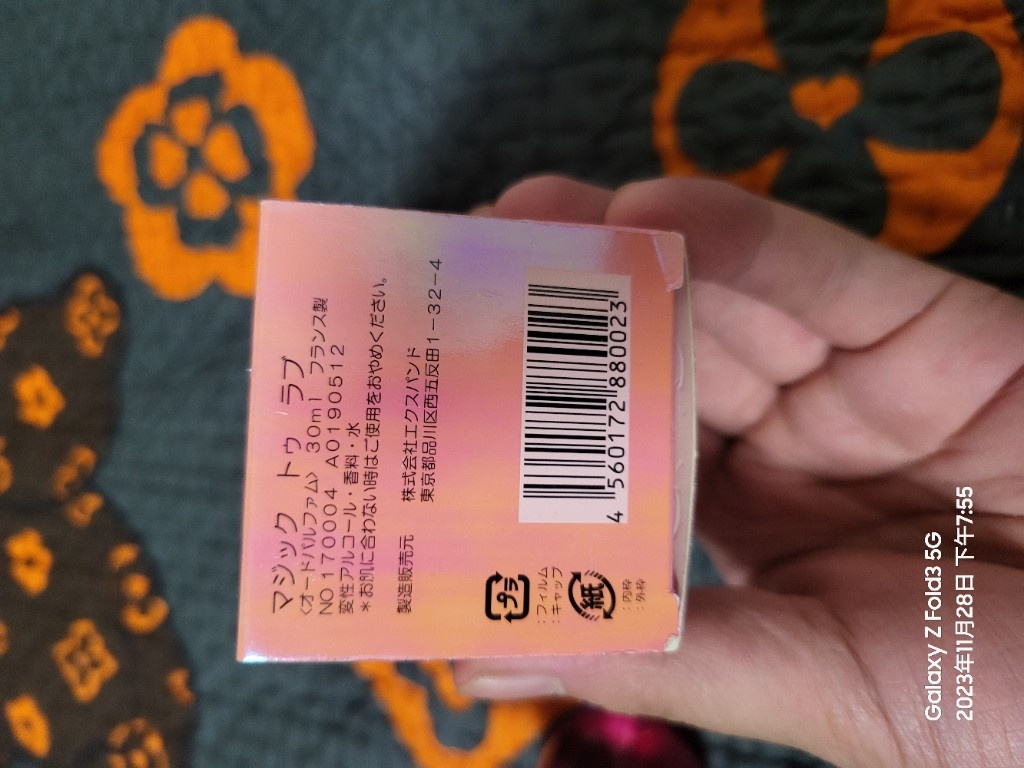 マジック トゥ ラブ
〈オードパルファム〉 30ml フランス製
NO 170004 A0190512
変性アルコール・香料・水
*お肌に合わない時はご使用をおやめください。
製造販売元 株式会社エクスパンド
東京都品川区西五反田1-32-4
プラ
:フィルム
:キャップ
紙
:内枠
:外枠
4 560172 880023
Galaxy Z Fold3 5G
2023年11月28日 下午7:55